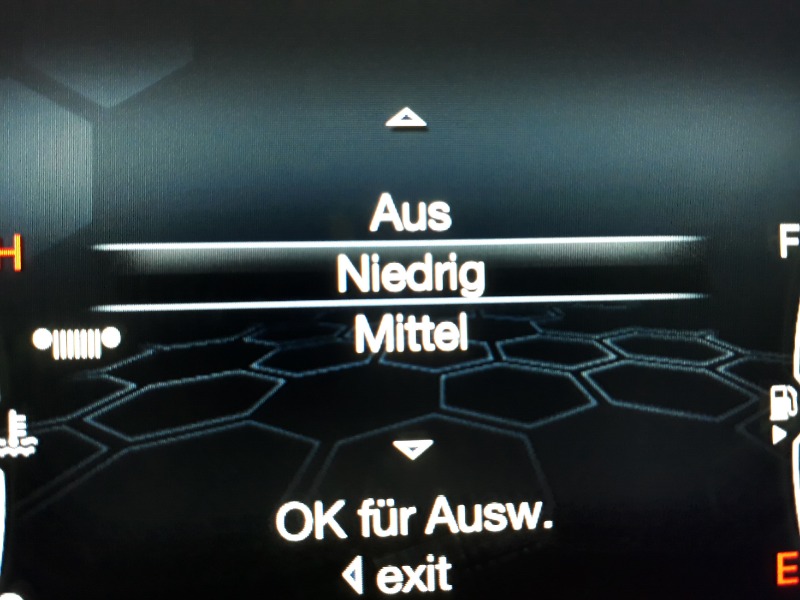 Aus
H
F
Niedrig
Mittel
OK für Ausw.
exit
E